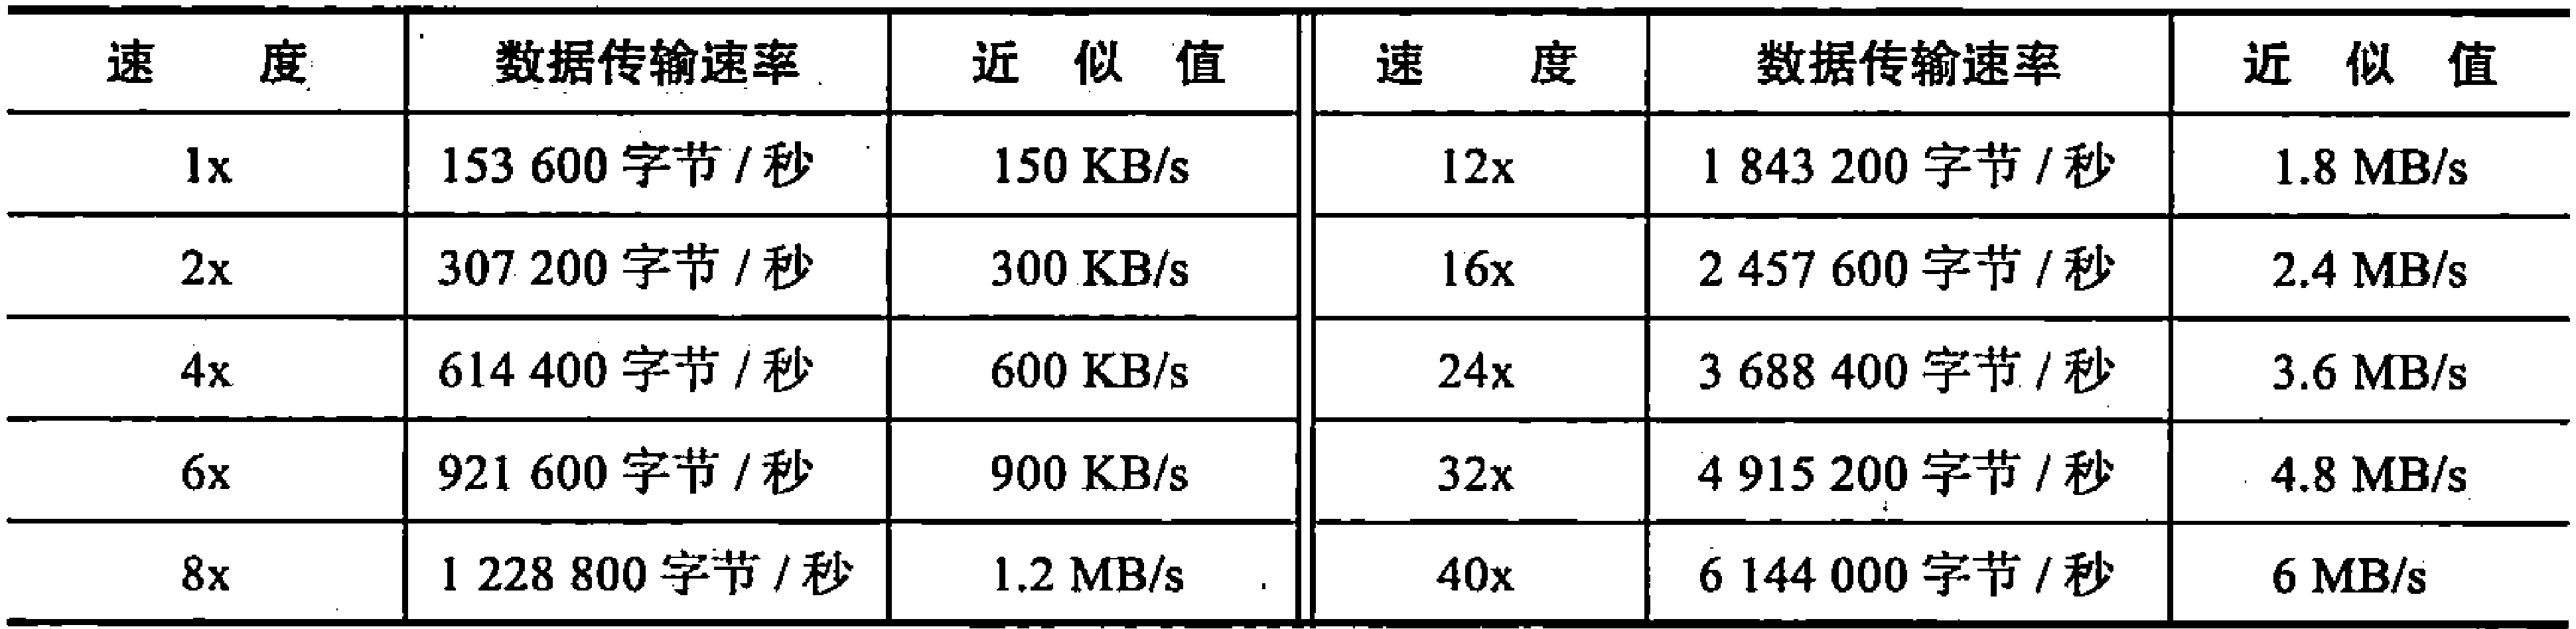 速 度 数据传输速率 近 似 值 速 度 数据传输速率 近 似 值
1x 153 600 字节 / 秒 150 KB/s 12x 1 843 200 字节 / 秒 1.8 MB/s
2x 307 200 字节 / 秒 300 KB/s 16x 2 457 600 字节 / 秒 2.4 MB/s
4x 614 400 字节 / 秒 600 KB/s 24x 3 688 400 字节 / 秒 3.6 MB/s
6x 921 600 字节 / 秒 900 KB/s 32x 4 915 200 字节 / 秒 4.8 MB/s
8x 1 228 800 字节 / 秒 1.2 MB/s 40x 6 144 000 字节 / 秒 6 MB/s